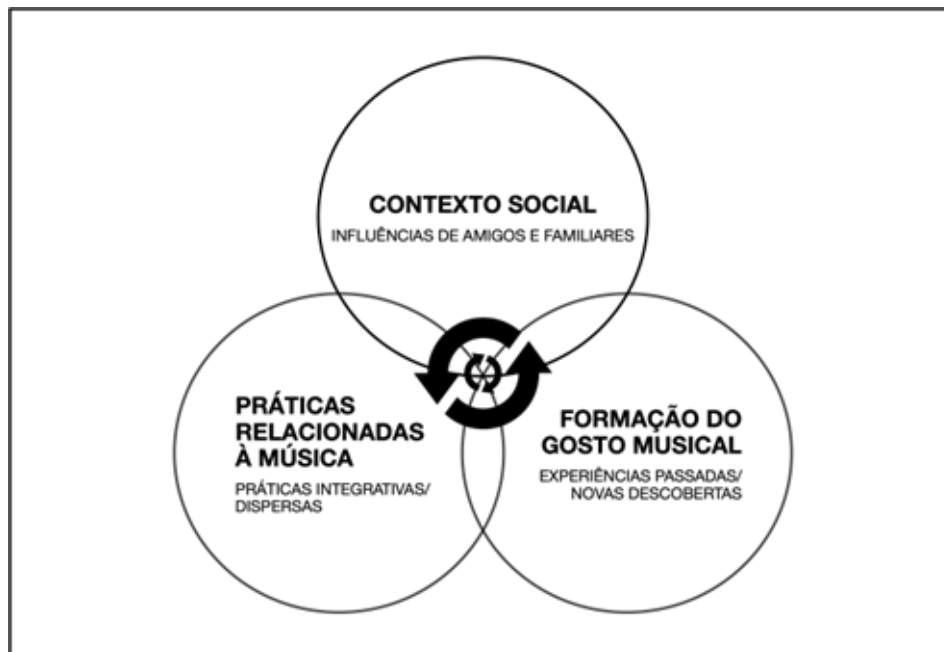 CONTEXTO SOCIAL
INFLUÊNCIAS DE AMIGOS E FAMILIARES
PRÁTICAS
RELACIONADAS
À MÚSICA
PRÁTICAS INTEGRATIVAS/
DISPERSAS
FORMAÇÃO DO
GOSTO MUSICAL
EXPERIÊNCIAS PASSADAS/
NOVAS DESCOBERTAS